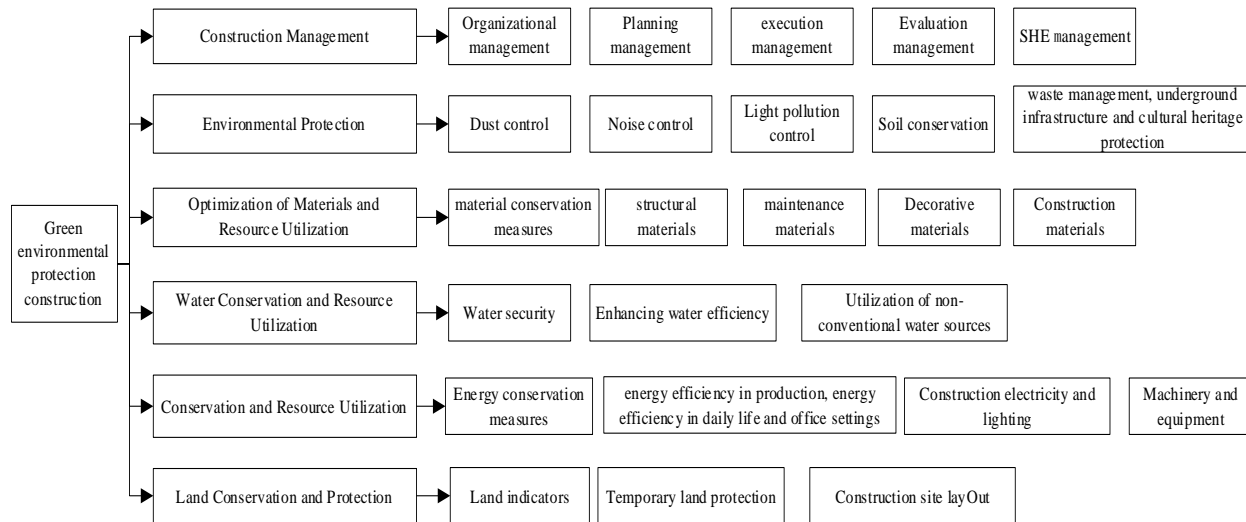 Green
environmental
protection
construction
Construction Management
Organizational
management
Planning
management
execution
management
Evaluation
management
SHE management
Environmental Protection
Dust control
Noise control
Light pollution
control
Soil conservation
waste management, underground
infrastructure and cultural heritage
protection
Optimization of Materials and
Resource Utilization
material conservation
measures
structural
materials
maintenance
materials
Decorative
materials
Construction
materials
Water Conservation and Resource
Utilization
Water security
Enhancing water efficiency
Utilization of non-
conventional water sources
Conservation and Resource Utilization
Energy conservation
measures
energy efficiency in production, energy
efficiency in daily life and office settings
Construction electricity and
lighting
Machinery and
equipment
Land Conservation and Protection
Land indicators
Temporary land protection
Construction site layOut